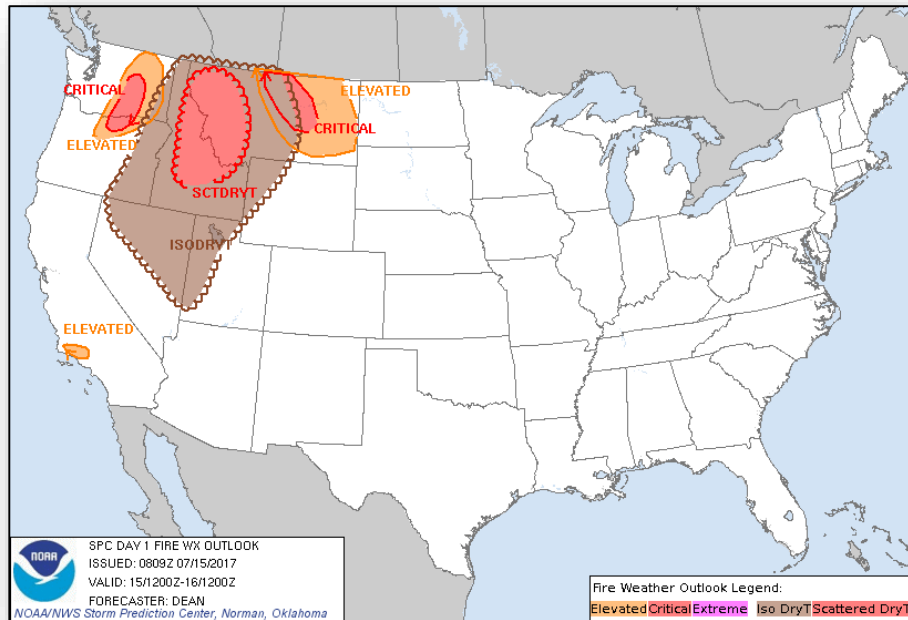 CRITICAL
ELEVATED
ELEVATED
CRITICAL
SCTDRYT
ISODRYT
ELEVATED
NOAA
SPC DAY 1 FIRE WX OUTLOOK
ISSUED: 0809Z 07/15/2017
VALID: 15/1200Z-16/1200Z
FORECASTER: DEAN
NOAA/NWS Storm Prediction Center, Norman, Oklahoma
Fire Weather Outlook Legend:
Elevated Critical Extreme Iso DryT Scattered DryT